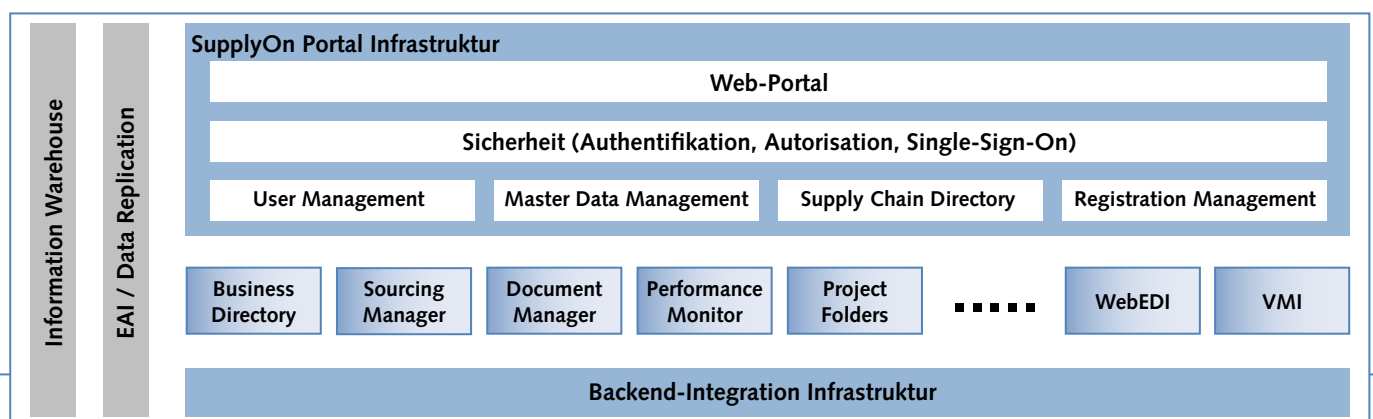 Information Warehouse
EAI / Data Replication
SupplyOn Portal Infrastruktur
Web-Portal
Sicherheit (Authentifikation, Autorisation, Single-Sign-On)
User Management
Master Data Management
Supply Chain Directory
Registration Management
Business
Directory
Sourcing
Manager
Document
Manager
Performance
Monitor
Project
Folders
WebEDI
VMI
Backend-Integration Infrastruktur